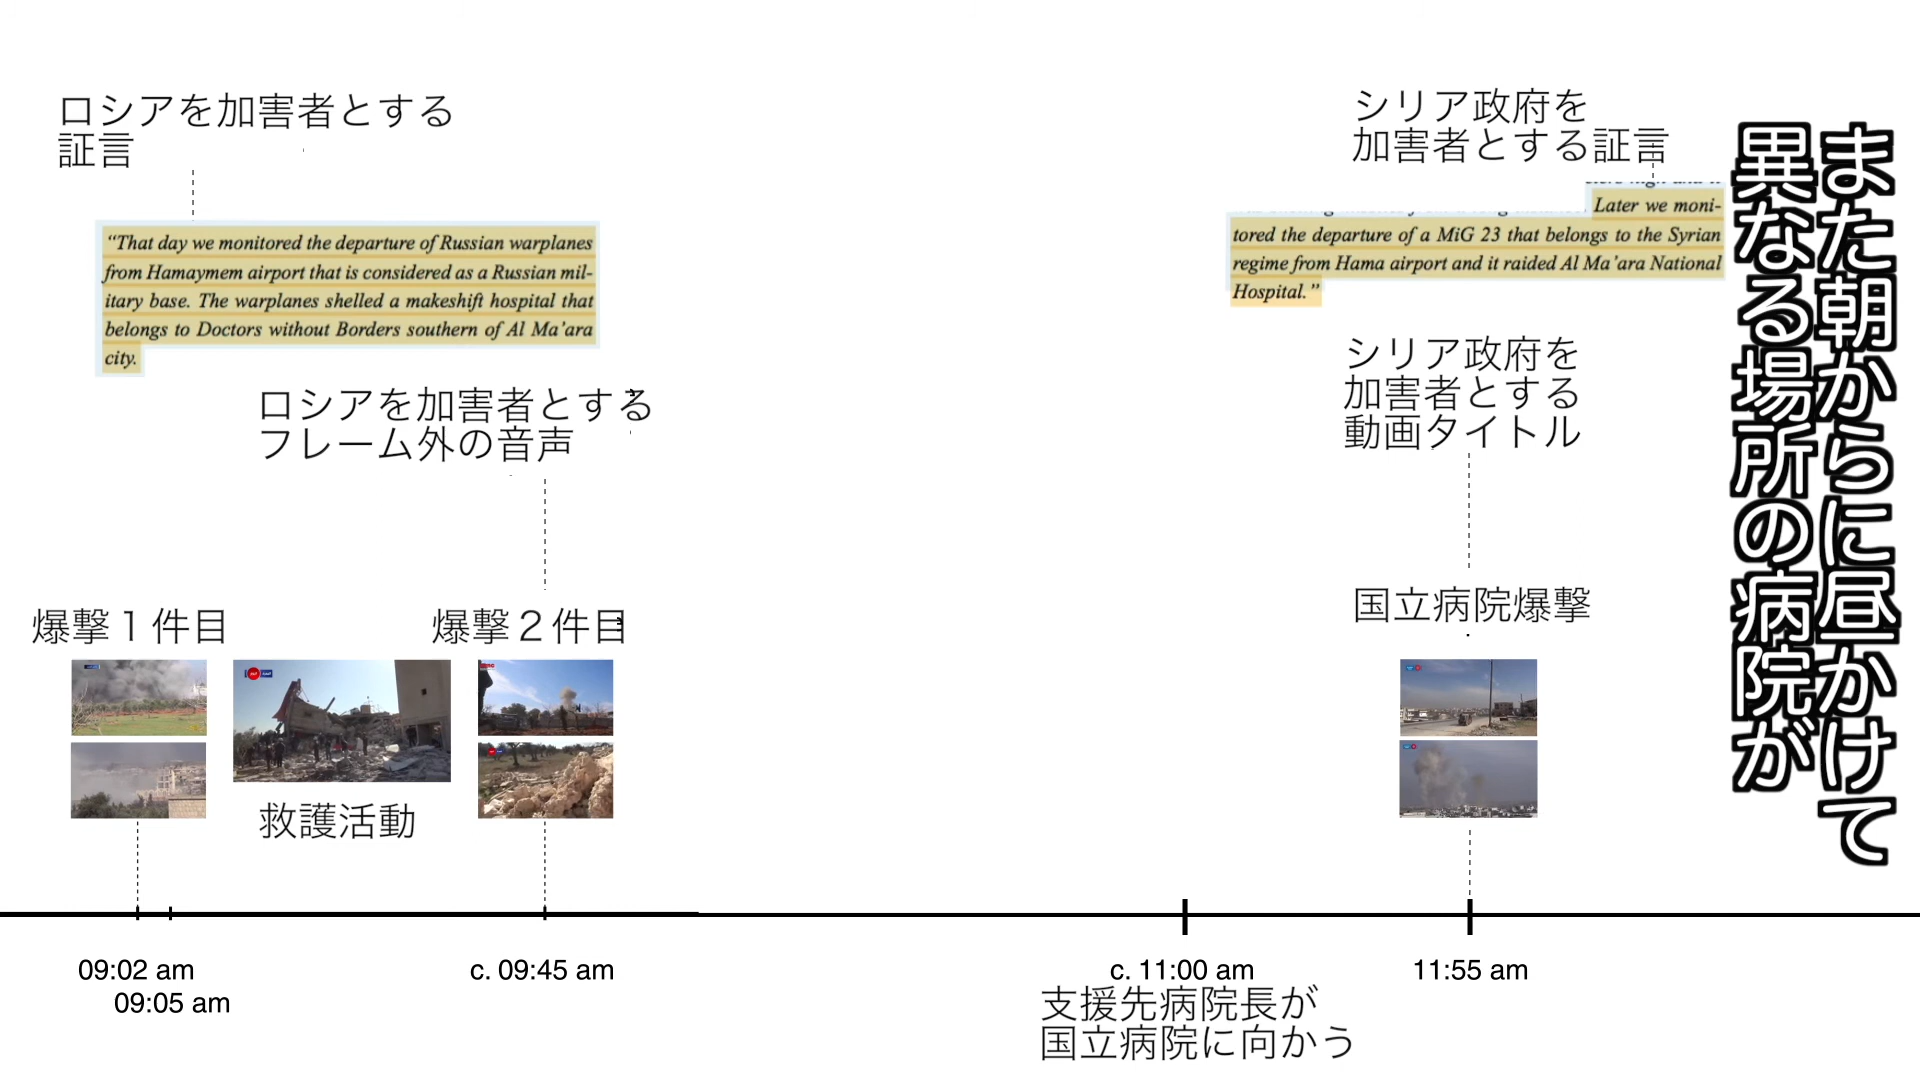 ロシアを加害者とする
証言
“That day we monitored the departure of Russian warplanes
from Hamaymem airport that is considered as a Russian mil-
itary base. The warplanes shelled a makeshift hospital that
belongs to Doctors without Borders southern of Al Ma’ara
city.
ロシアを加害者とする
フレーム外の音声
爆撃１件目
救護活動
爆撃２件目
シリア政府を
加害者とする証言
Later we moni-
tored the departure of a MiG 23 that belongs to the Syrian
regime from Hama airport and it raided Al Ma’ara National
Hospital.”
シリア政府を
加害者とする
動画タイトル
国立病院爆撃
また朝からに昼かけて
異なる場所の病院が
09:02 am
09:05 am
c. 09:45 am
c. 11:00 am
支援先病院長が
国立病院に向かう
11:55 am